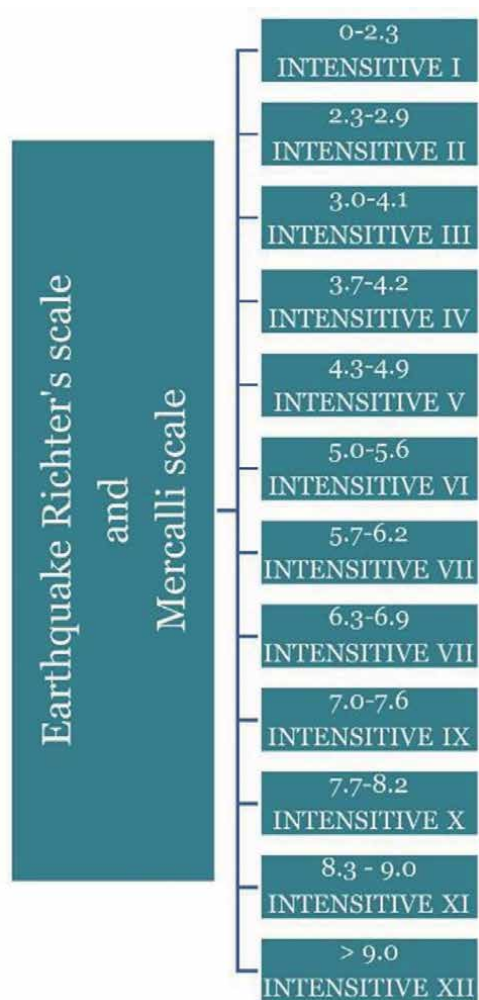 Earthquake Richter's scale
and
Mercalli scale
0-2.3
INTENSITIVE I
2.3-2.9
INTENSITIVE II
3.0-4.1
INTENSITIVE III
3.7-4.2
INTENSITIVE IV
4.3-4.9
INTENSITIVE V
5.0-5.6
INTENSITIVE VI
5.7-6.2
INTENSITIVE VII
6.3-6.9
INTENSITIVE VII
7.0-7.6
INTENSITIVE IX
7.7-8.2
INTENSITIVE X
8.3 - 9.0
INTENSITIVE XI
> 9.0
INTENSITIVE XII